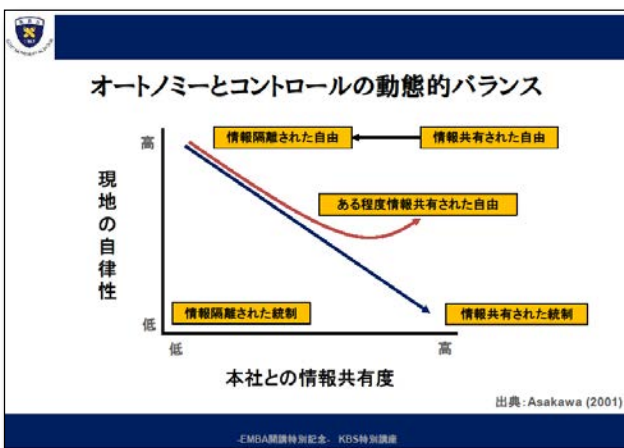 K B S
オートノミーとコントロールの動態的バランス
高
情報隔離された自由
情報共有された自由
現地の自律性
ある程度情報共有された自由
情報隔離された統制
情報共有された統制
低
低
高
本社との情報共有度
出典：Asakawa (2001)
-EMBA開講特別記念- KBS特別講座